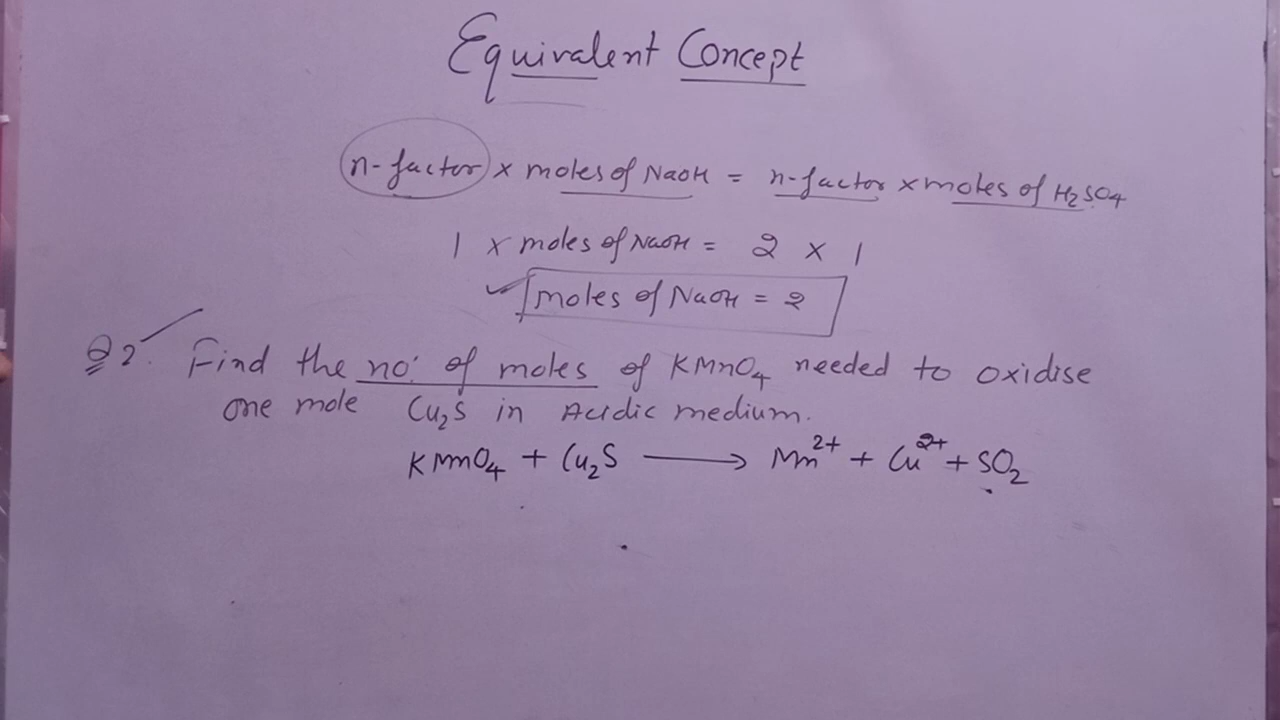 Equivalent Concept
n-factor × moles of NaOH = n-factor × moles of H₂SO₄
1 × moles of NaOH = 2 × 1
✓ moles of NaOH = 2
Q2. Find the no. of moles of KMnO₄ needed to oxidise
one mole Cu₂S in Acidic medium.
KMnO₄ + Cu₂S ⟶ Mn²⁺ + Cu²⁺ + SO₂